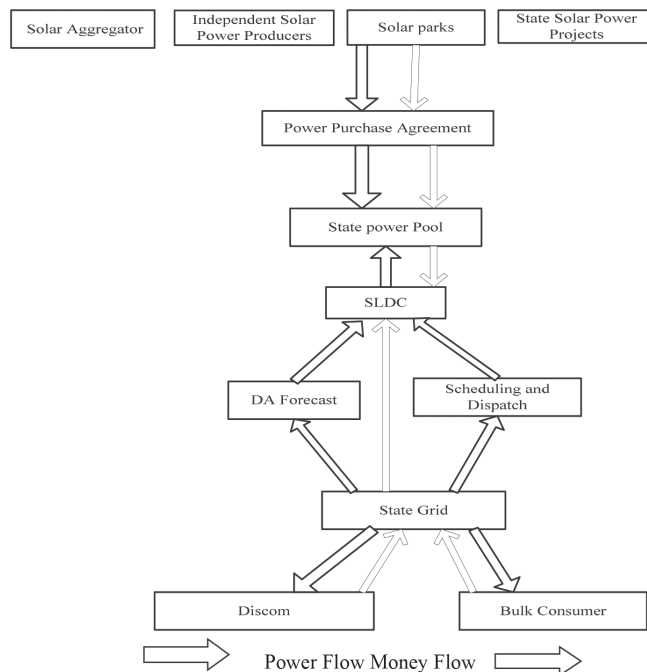 Solar Aggregator
Independent Solar
Power Producers
Solar parks
State Solar Power
Projects
Power Purchase Agreement
State power Pool
SLDC
DA Forecast
Scheduling and
Dispatch
State Grid
Discom
Bulk Consumer
Power Flow Money Flow